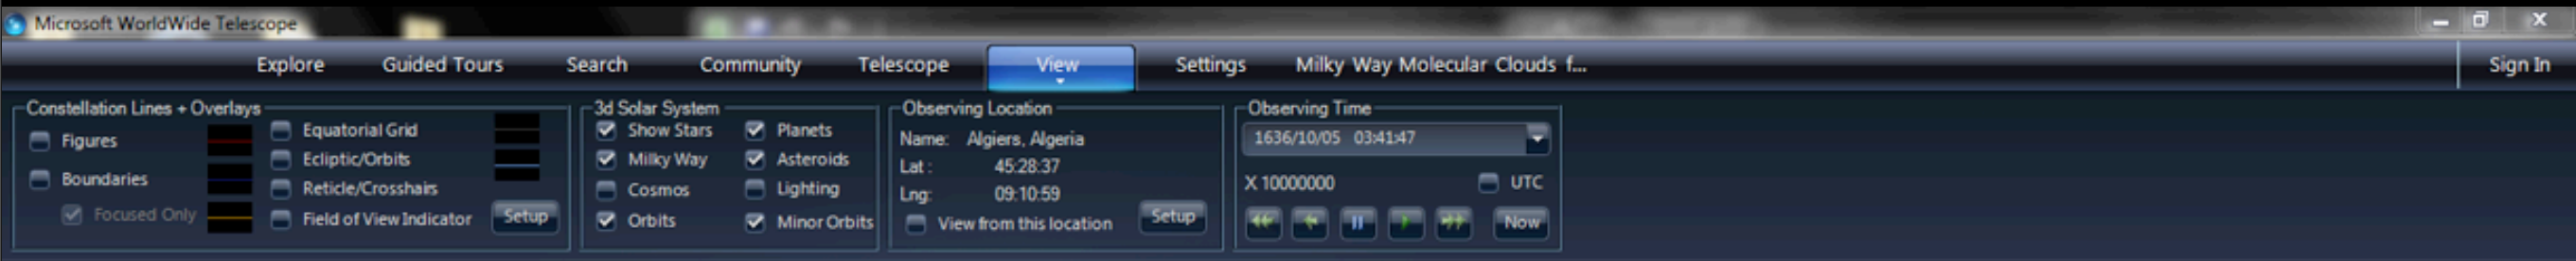 Microsoft WorldWide Telescope
Explore Guided Tours Search Community Telescope View Settings Milky Way Molecular Clouds f... Sign In
Constellation Lines + Overlays
Figures
Boundaries
Focused Only
Equatorial Grid
Ecliptic/Orbits
Reticle/Crosshairs
Field of View Indicator
Setup
3d Solar System
Show Stars
Milky Way
Cosmos
Orbits
Planets
Asteroids
Lighting
Minor Orbits
Observing Location
Name: Algiers, Algeria
Lat : 45:28:37
Lng: 09:10:59
View from this location
Setup
Observing Time
1636/10/05 03:41:47
X 10000000 UTC
Now